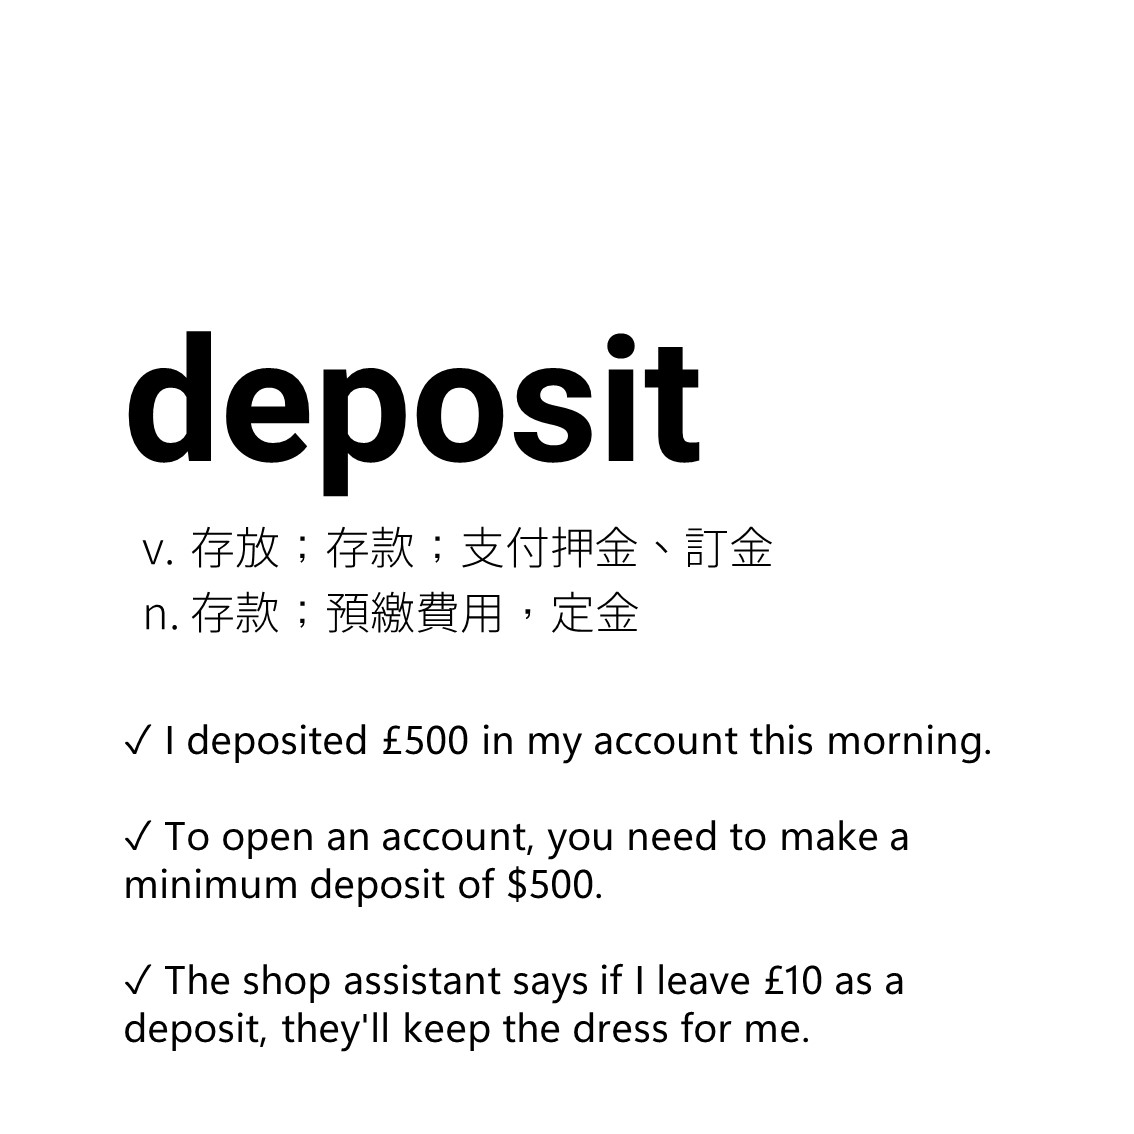 deposit
v. 存放；存款；支付押金、訂金
n. 存款；預繳費用，定金
✓ I deposited £500 in my account this morning.
✓ To open an account, you need to make a
minimum deposit of $500.
✓ The shop assistant says if I leave £10 as a
deposit, they'll keep the dress for me.